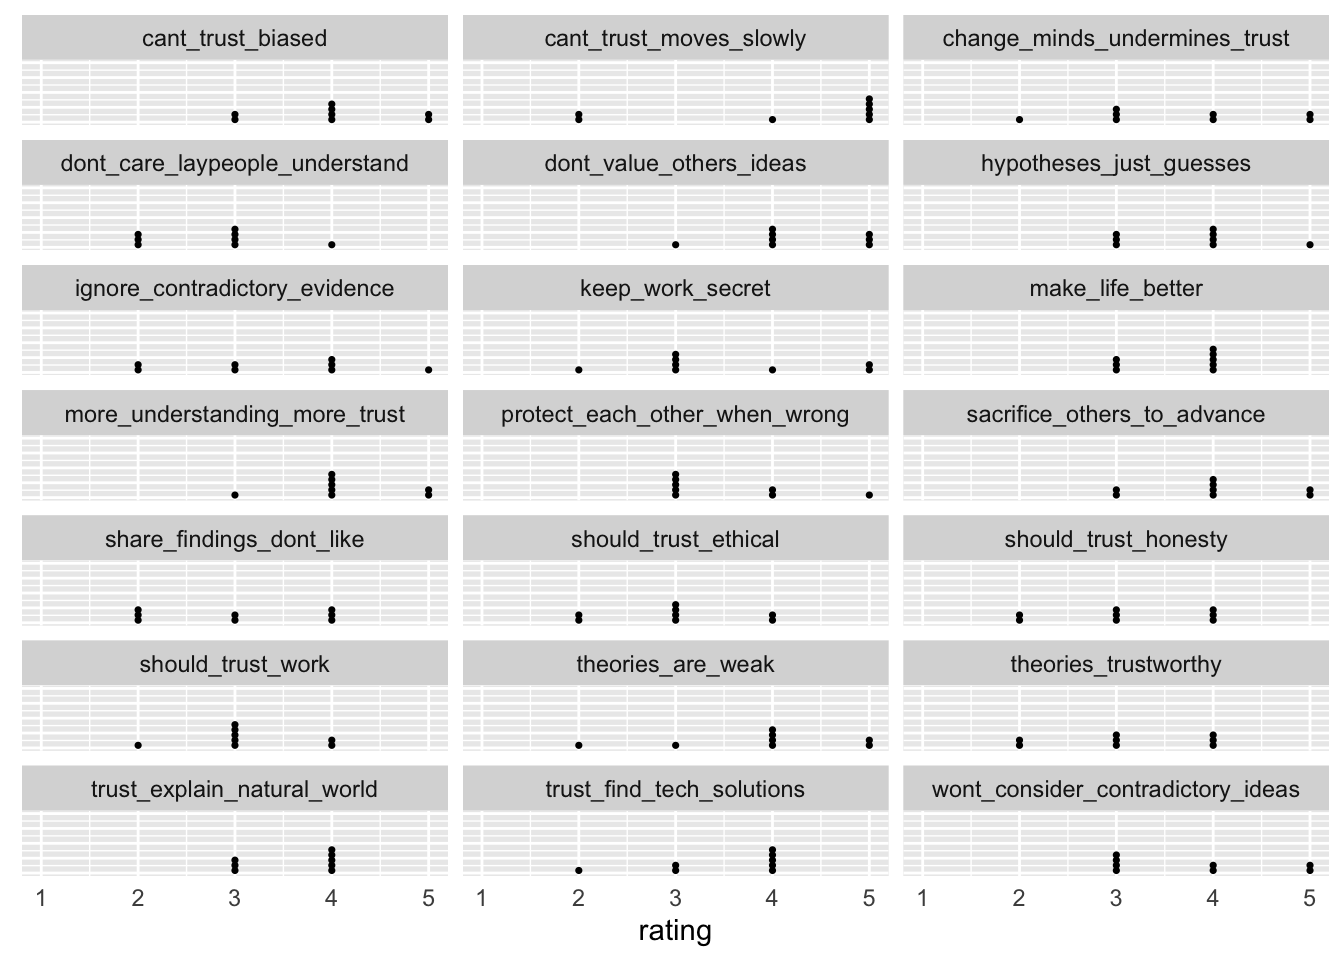 cant_trust_biased
cant_trust_moves_slowly
change_minds_undermines_trust
dont_care_laypeople_understand
dont_value_others_ideas
hypotheses_just_guesses
ignore_contradictory_evidence
keep_work_secret
make_life_better
more_understanding_more_trust
protect_each_other_when_wrong
sacrifice_others_to_advance
share_findings_dont_like
should_trust_ethical
should_trust_honesty
should_trust_work
theories_are_weak
theories_trustworthy
trust_explain_natural_world
trust_find_tech_solutions
wont_consider_contradictory_ideas
1 2 3 4 5 1 2 3 4 5 1 2 3 4 5
rating